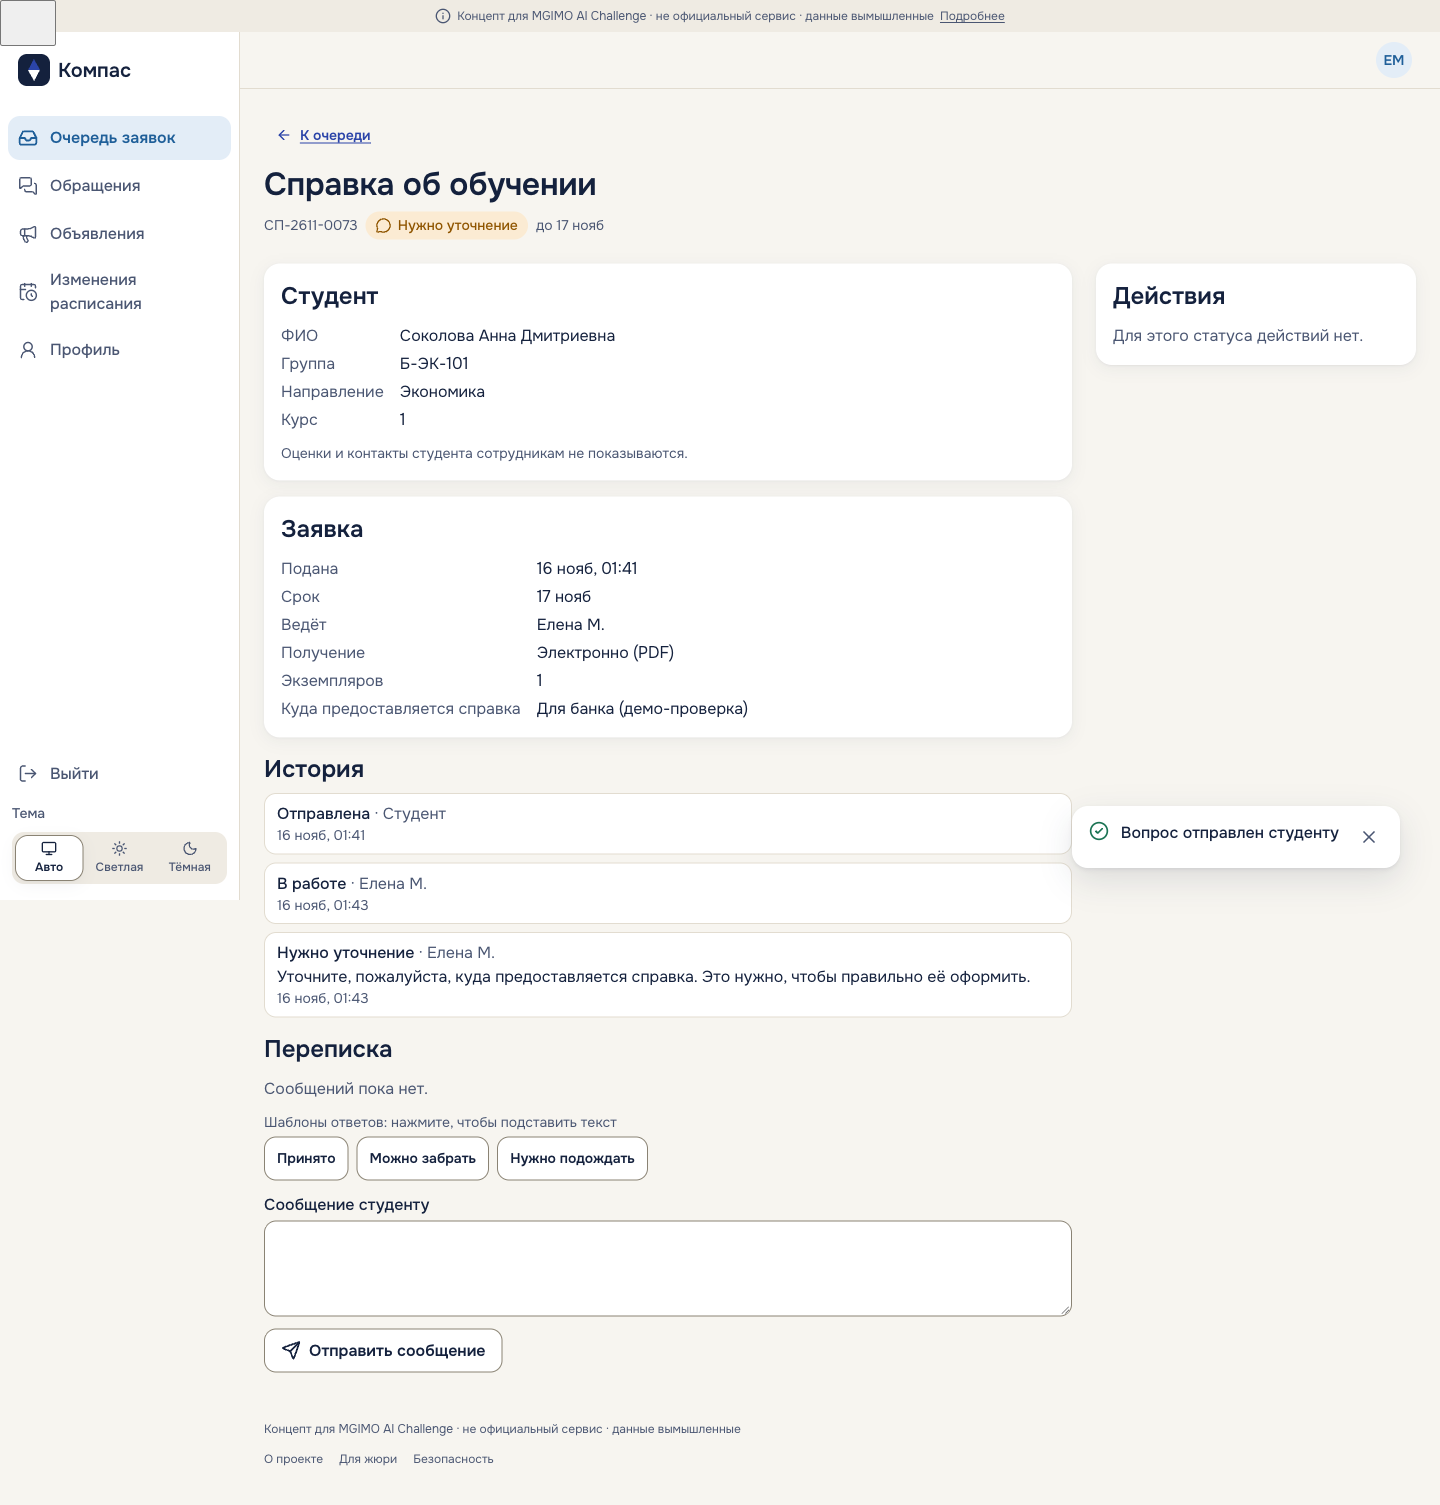 Концепт для MGIMO AI Challenge · не официальный сервис · данные вымышленные Подробнее
Компас
ЕМ
Очередь заявок
Обращения
Объявления
Изменения
расписания
Профиль
Выйти
Тема
Авто
Светлая
Тёмная
К очереди
Справка об обучении
СП-2611-0073 Нужно уточнение до 17 нояб
Студент
ФИО Соколова Анна Дмитриевна
Группа Б-ЭК-101
Направление Экономика
Курс 1
Оценки и контакты студента сотрудникам не показываются.
Действия
Для этого статуса действий нет.
Заявка
Подана 16 нояб, 01:41
Срок 17 нояб
Ведёт Елена М.
Получение Электронно (PDF)
Экземпляров 1
Куда предоставляется справка Для банка (демо-проверка)
История
Отправлена · Студент
16 нояб, 01:41
В работе · Елена М.
16 нояб, 01:43
Нужно уточнение · Елена М.
Уточните, пожалуйста, куда предоставляется справка. Это нужно, чтобы правильно её оформить.
16 нояб, 01:43
Вопрос отправлен студенту
Переписка
Сообщений пока нет.
Шаблоны ответов: нажмите, чтобы подставить текст
Принято
Можно забрать
Нужно подождать
Сообщение студенту
Отправить сообщение
Концепт для MGIMO AI Challenge · не официальный сервис · данные вымышленные
О проекте Для жюри Безопасность